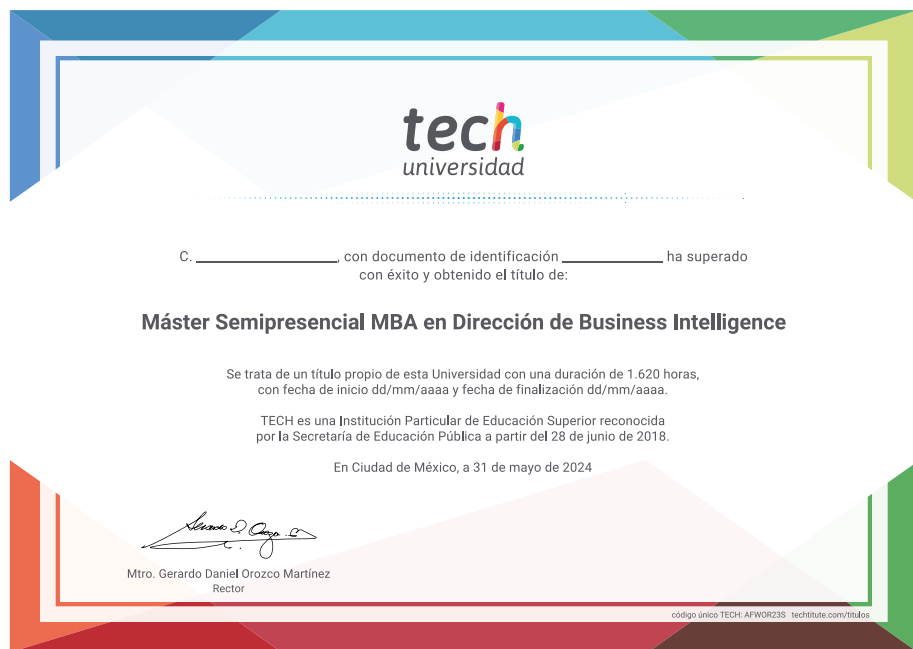 tech
universidad
C. ____________, con documento de identificación ____________ ha superado
con éxito y obtenido el título de:
Máster Semipresencial MBA en Dirección de Business Intelligence
Se trata de un título propio de esta Universidad con una duración de 1.620 horas,
con fecha de inicio dd/mm/aaaa y fecha de finalización dd/mm/aaaa.
TECH es una Institución Particular de Educación Superior reconocida
por la Secretaría de Educación Pública a partir del 28 de junio de 2018.
En Ciudad de México, a 31 de mayo de 2024
Mtro. Gerardo Daniel Orozco Martínez
Rector
código único TECH: AFWOR23S techtitute.com/titulos